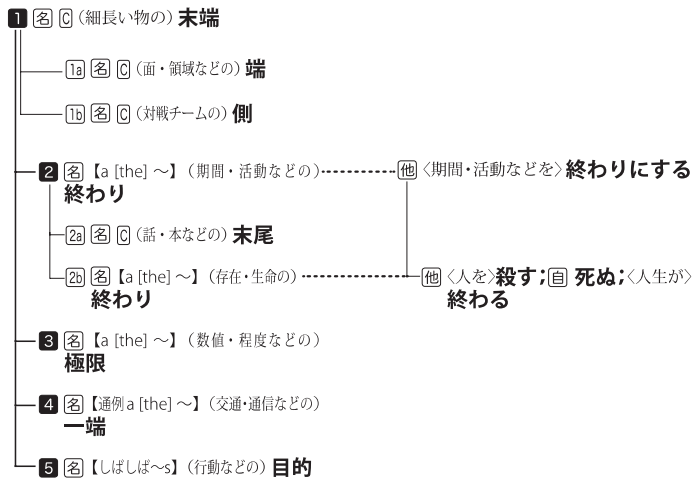 1 名 C（細長い物の）末端
1a 名 C（面・領域などの）端
1b 名 C（対戦チームの）側
2 名【a [the] ～】（期間・活動などの） 他〈期間・活動などを〉終わりにする
終わり
2a 名 C（話・本などの）末尾
2b 名【a [the] ～】（存在・生命の） 他〈人を〉殺す；自 死ぬ；〈人生が〉
終わり 終わる
3 名【a [the] ～】（数値・程度などの）
極限
4 名【通例 a [the] ～】（交通・通信などの）
一端
5 名【しばしば～s】（行動などの）目的